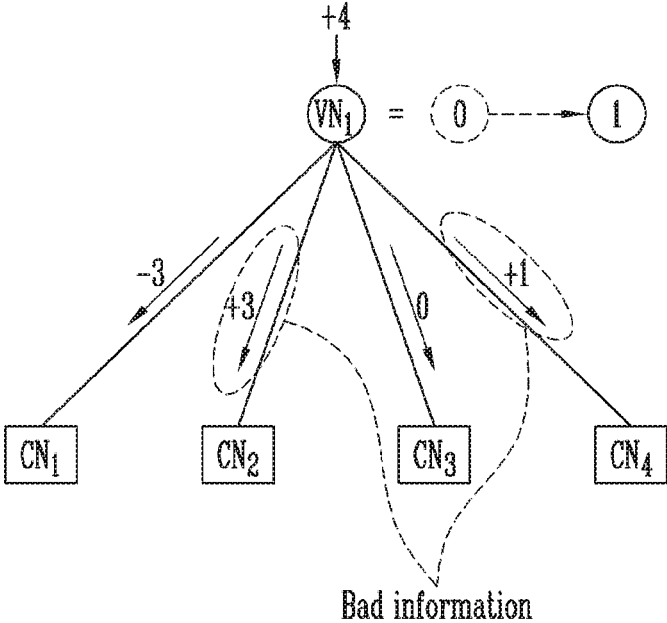 +4
VN1 = 0 1
-3 +3 0 +1
CN1 CN2 CN3 CN4
Bad information